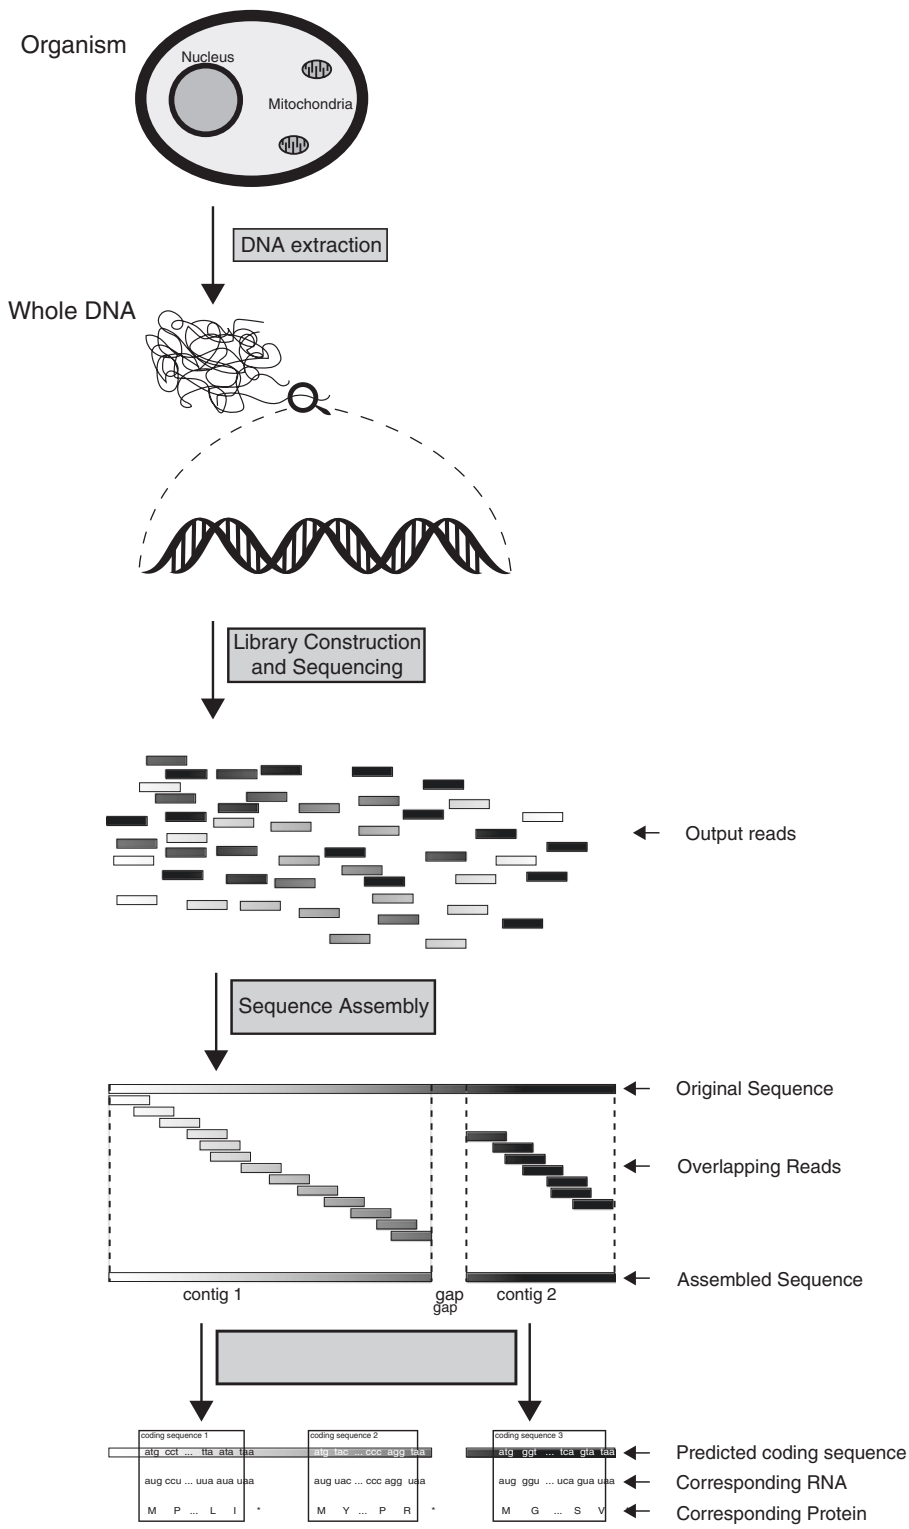 Organism
Nucleus
Mitochondria
DNA extraction
Whole DNA
Library Construction
and Sequencing
Output reads
Sequence Assembly
Original Sequence
Overlapping Reads
Assembled Sequence
contig 1
gap
contig 2
gap
coding sequence 1
coding sequence 2
coding sequence 3
atg cct ... tta ata taa
atg tac ... ccc agg taa
atg ggt ... tca gta taa
Predicted coding sequence
aug ccu ... uua aua uaa
aug uac ... ccc agg uaa
aug ggu ... uca gua uaa
Corresponding RNA
M P ... L I *
M Y ... P R *
M G ... S V
Corresponding Protein